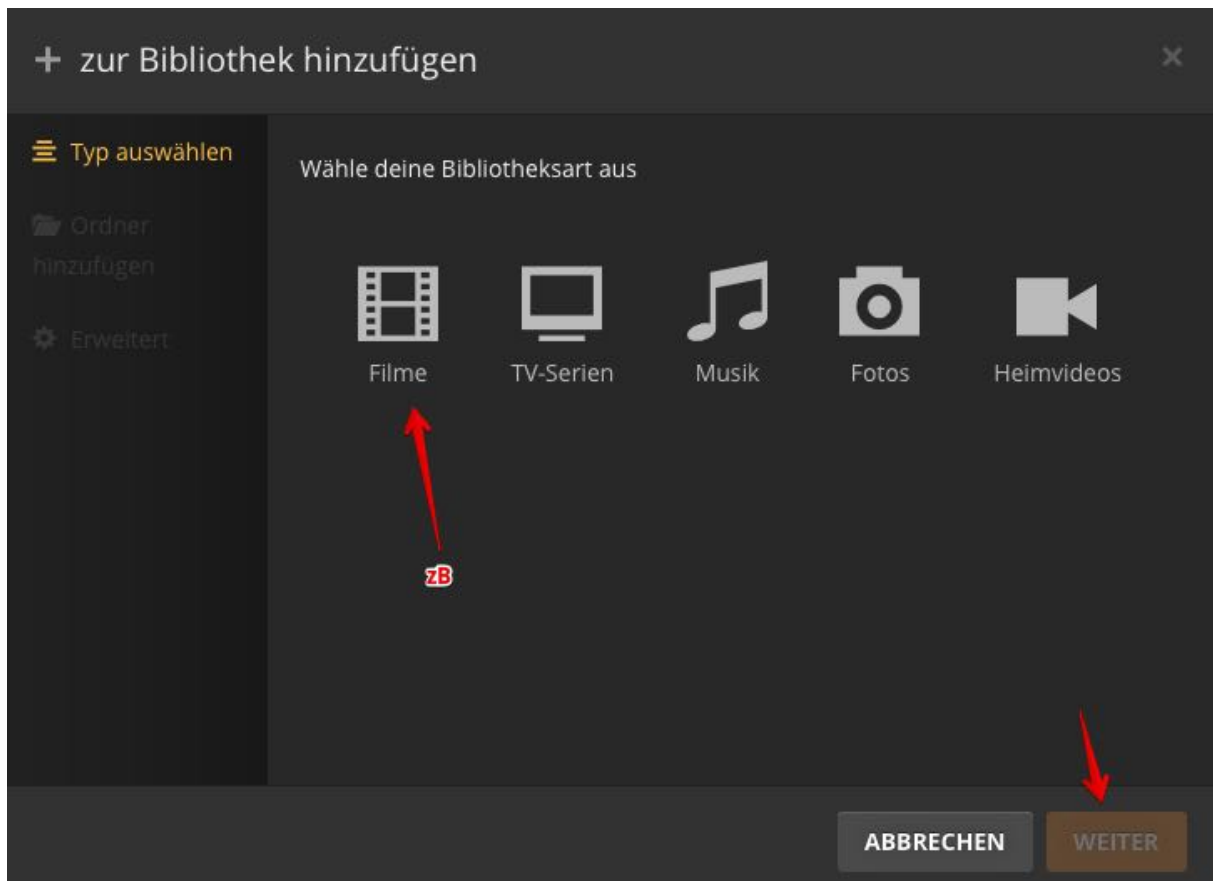 + zur Bibliothek hinzufügen
Typ auswählen
Ordner
hinzufügen
Erweitert
Wähle deine Bibliotheksart aus
Filme TV-Serien Musik Fotos Heimvideos
zB
ABBRECHEN WEITER